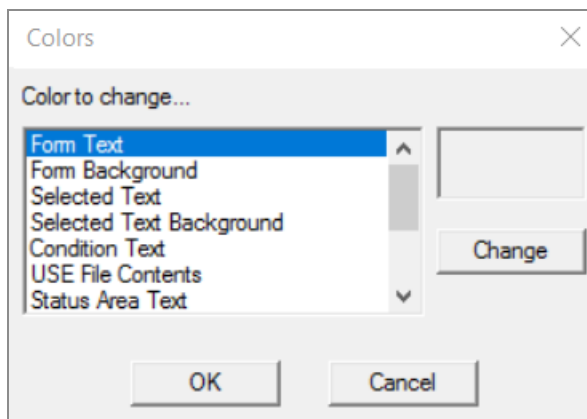 Colors
Color to change...
Form Text
Form Background
Selected Text
Selected Text Background
Condition Text
USE File Contents
Status Area Text
Change
OK
Cancel